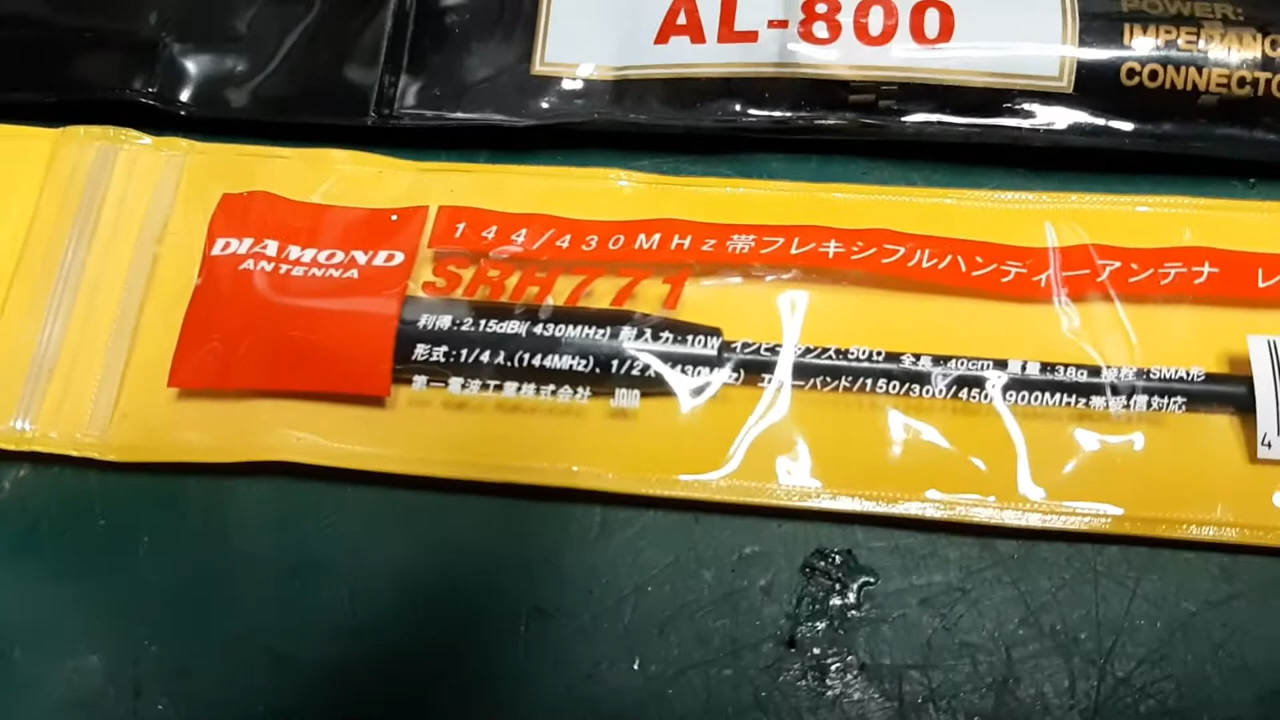 AL-800
POWER:
IMPEDANC
CONNECTO
DIAMOND
ANTENNA
144/430MHz帯フレキシブルハンディーアンテナ レ
SRH771
利得:2.15dBi(430MHz) 耐入力:10W インピーダンス:50Ω 全長:40cm 重量:38g 接栓:SMA形
形式:1/4λ(144MHz)、1/2λ(430MHz) エアーバンド/150/300/450/900MHz帯受信対応
第一電波工業株式会社 JAIA
4